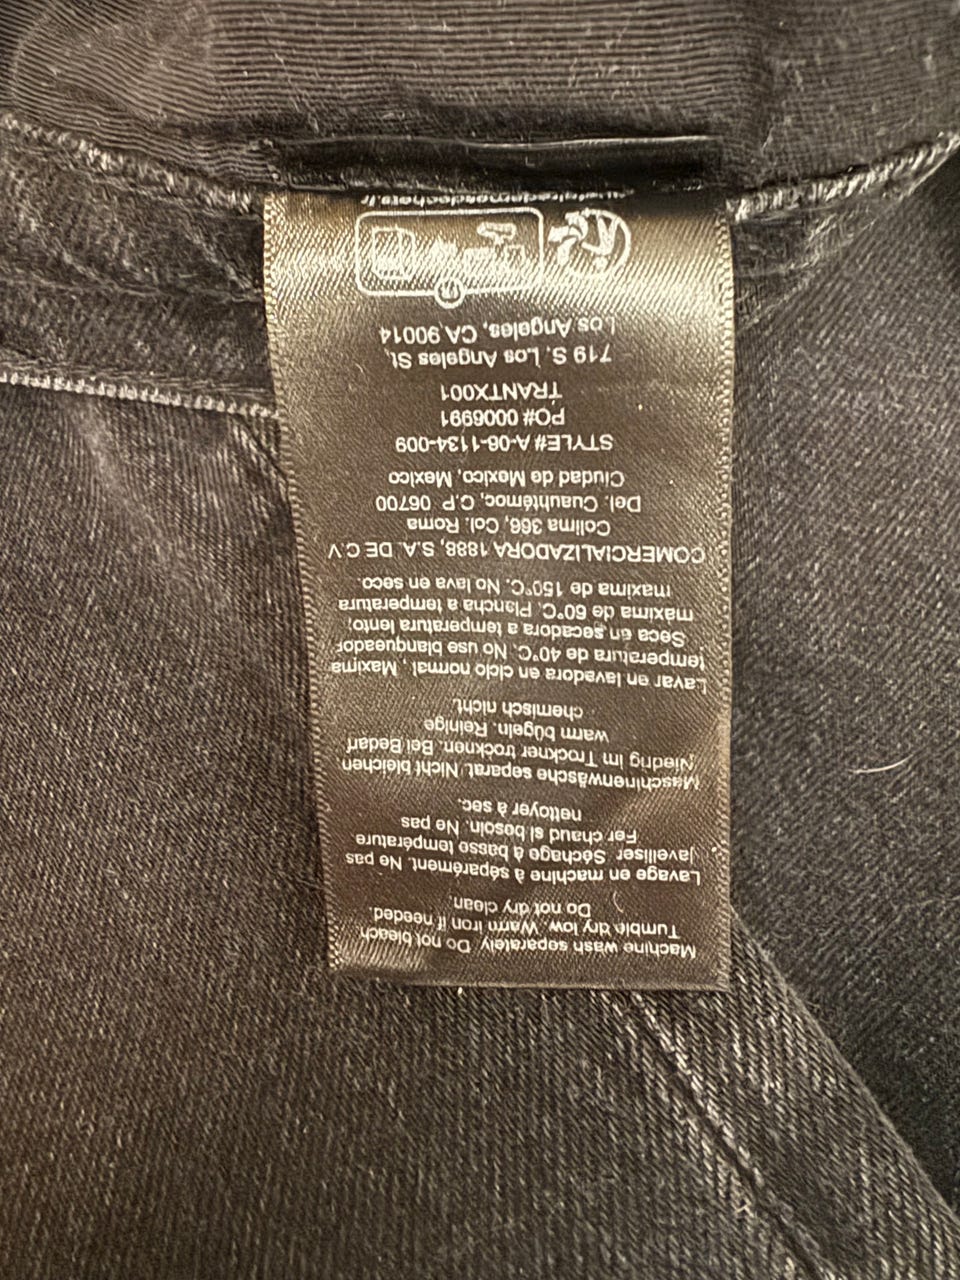 Machine wash separately. Do not bleach
Tumble dry low. Warm iron if needed.
Do not dry clean.
Lavage en machine à séparément. Ne pas
javelliser. Séchage à basse température
Fer chaud si besoin. Ne pas
nettoyer à sec.
Maschinenwäsche separat. Nicht bleichen
Niedrig im Trockner trocknen. Bei Bedarf
warm bügeln. Reinige
chemisch nicht.
Lavar en lavadora en ciclo normal, Maxima
temperatura de 40°C. No use blanqueador
Seca en secadora a temperatura lento;
máxima de 60°C. Plancha a temperatura
maxima de 150°C. No lava en seco.
COMERCIALIZADORA 1888, S.A. DE C.V
Colima 366, Col. Roma
Del. Cuauhtémoc, C.P. 06700
Ciudad de Mexico, Mexico
STYLE# A-06-1134-009
PO# 0006991
TRANTX001
719 S. Los Angeles St,
Los Angeles, CA 90014